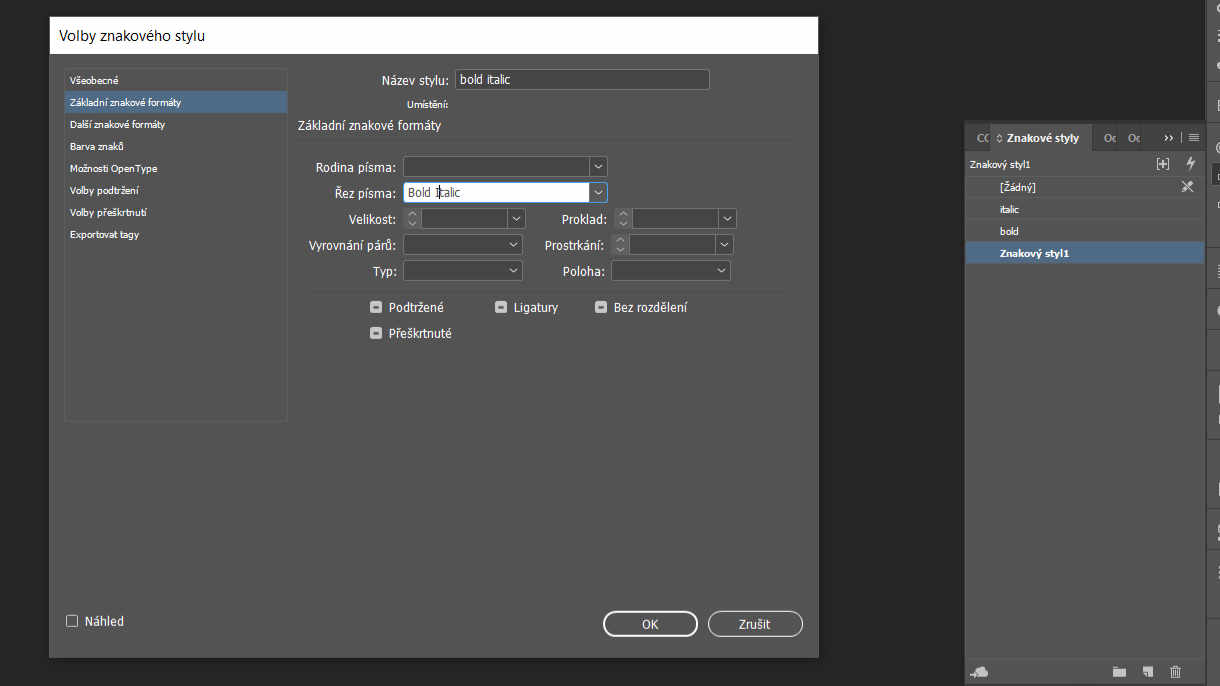 Volby znakového stylu
Všeobecné
Základní znakové formáty
Další znakové formáty
Barva znaků
Možnosti OpenType
Volby podtržení
Volby přeškrtnutí
Exportovat tagy
Název stylu: bold italic
Umístění:
Základní znakové formáty
Rodina písma:
Řez písma: Bold Italic
Velikost: Proklad:
Vyrovnání párů: Prostrkání:
Typ: Poloha:
Podtržené Ligatury Bez rozdělení
Přeškrtnuté
Náhled
OK Zrušit
Znakové styly
Znakový styl1
[Žádný]
italic
bold
Znakový styl1